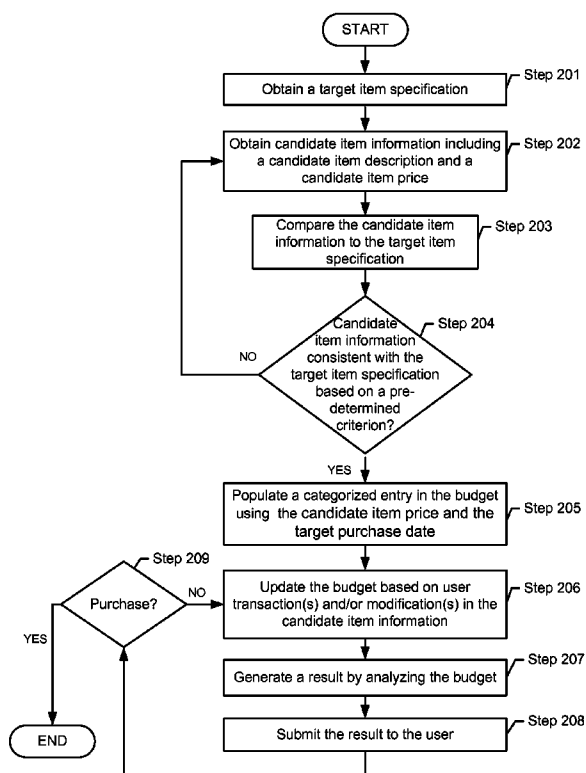 START
Step 201
Obtain a target item specification
Step 202
Obtain candidate item information including
a candidate item description and a
candidate item price
Step 203
Compare the candidate item
information to the target item
specification
Step 204
Candidate
item information
consistent with the
target item specification
based on a pre-
determined
criterion?
NO
YES
Populate a categorized entry in the budget
using the candidate item price and the
target purchase date
Step 205
Step 209
Purchase?
NO
YES
Step 206
Update the budget based on user
transaction(s) and/or modification(s) in the
candidate item information
Step 207
Generate a result by analyzing the budget
Step 208
Submit the result to the user
END